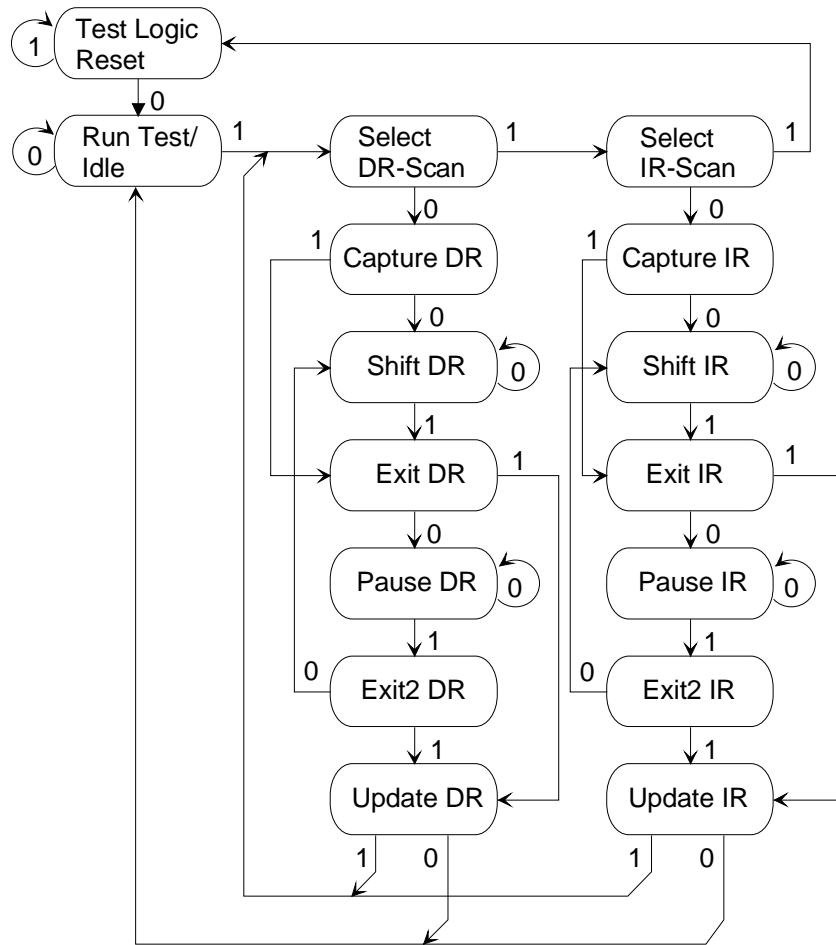 Test Logic
Reset
1
1
0
Run Test/
Idle
0
1
Select
DR-Scan
1
Select
IR-Scan
0
0
1
Capture DR
1
Capture IR
0
0
Shift DR
0
Shift IR
0
1
1
Exit DR
1
Exit IR
1
0
0
Pause DR
0
Pause IR
0
1
1
0
Exit2 DR
0
Exit2 IR
1
1
Update DR
Update IR
1
0
1
0